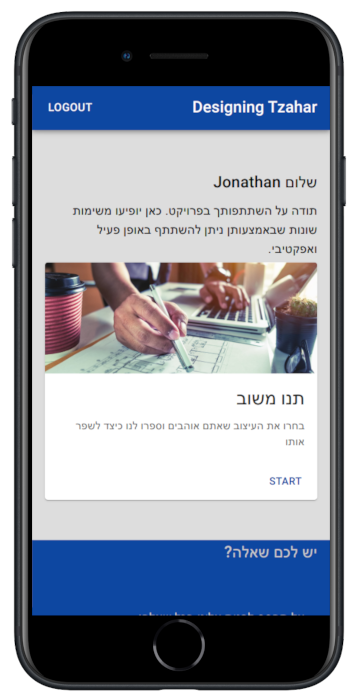 Designing Tzahar
LOGOUT
שלום Jonathan
תודה על השתתפותך בפרויקט. כאן יופיעו משימות
שונות שבאמצעותן ניתן להשתתף באופן פעיל
ואפקטיבי.
תנו משוב
בחרו את העיצוב שאתם אוהבים וספרו לנו כיצד לשפר
אותו
START
יש לכם שאלה?